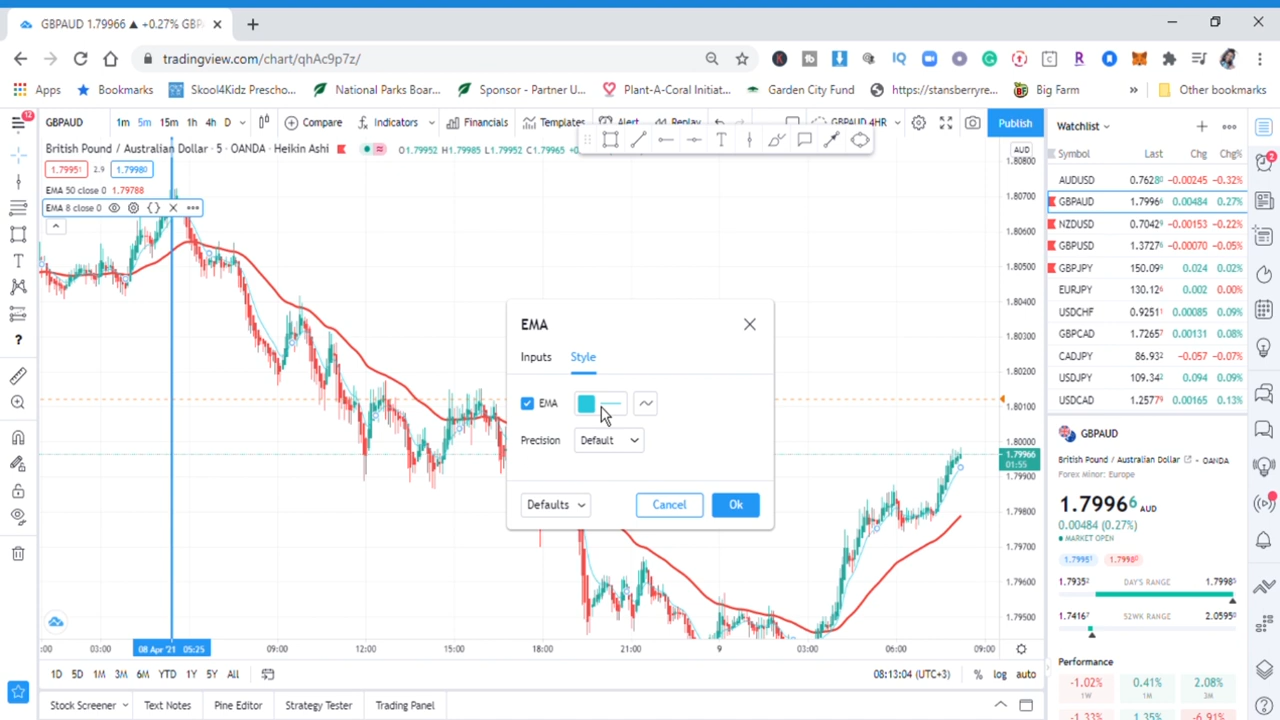 GBPAUD 1.79966 ▲ +0.27% GBP
tradingview.com/chart/qhAc9p7z/
Apps
Bookmarks
Skool4Kidz Prescho...
National Parks Boar...
Sponsor - Partner U...
Plant-A-Coral Initiat...
Garden City Fund
https://stansberryre...
Big Farm
»
Other bookmarks
12
GBPAUD 1m 5m 15m 1h 4h D
Compare
Indicators
Financials
Templates
Alert
Replay
GBPAUD 4HR
Publish
British Pound / Australian Dollar · 5 · OANDA · Heikin Ashi
O1.79952 H1.79985 L1.79952 C1.79965
1.79951 2.9 1.79980
EMA 50 close 0 1.79788
EMA 8 close 0
AUD
1.80800
1.80700
1.80600
1.80500
1.80400
1.80300
1.80200
1.80100
1.80000
1.79966
01:55
1.79900
1.79800
1.79700
1.79600
1.79500
EMA
Inputs
Style
EMA
Precision
Default
Defaults
Cancel
Ok
:00
03:00
08 Apr '21 05:25
09:00
12:00
15:00
18:00
21:00
9
03:00
06:00
09:00
1D 5D 1M 3M 6M YTD 1Y 5Y All
08:13:04 (UTC+3)
% log auto
Stock Screener
Text Notes
Pine Editor
Strategy Tester
Trading Panel
Watchlist
Symbol Last Chg Chg%
AUDUSD 0.7628 -0.00245 -0.32%
GBPAUD 1.7996⁶ 0.00484 0.27%
NZDUSD 0.7042 -0.00153 -0.22%
GBPUSD 1.3727 -0.00070 -0.05%
GBPJPY 150.09 0.024 0.02%
EURJPY 130.12 0.002 0.00%
USDCHF 0.9251 0.00085 0.09%
GBPCAD 1.7265 0.00131 0.08%
CADJPY 86.93 -0.057 -0.07%
USDJPY 109.34 0.094 0.09%
USDCAD 1.2577 0.00165 0.13%
GBPAUD
British Pound / Australian Dollar - OANDA
Forex Minor: Europe
1.7996⁶ AUD
0.00484 (0.27%)
MARKET OPEN
1.7995¹ 1.7998⁰
1.7935² DAY'S RANGE 1.7998⁵
1.7416⁷ 52WK RANGE 2.0595⁰
Performance
-1.02% 0.41% 2.08%
1W 1M 3M
-1.33% 1.35% -6.91%
2